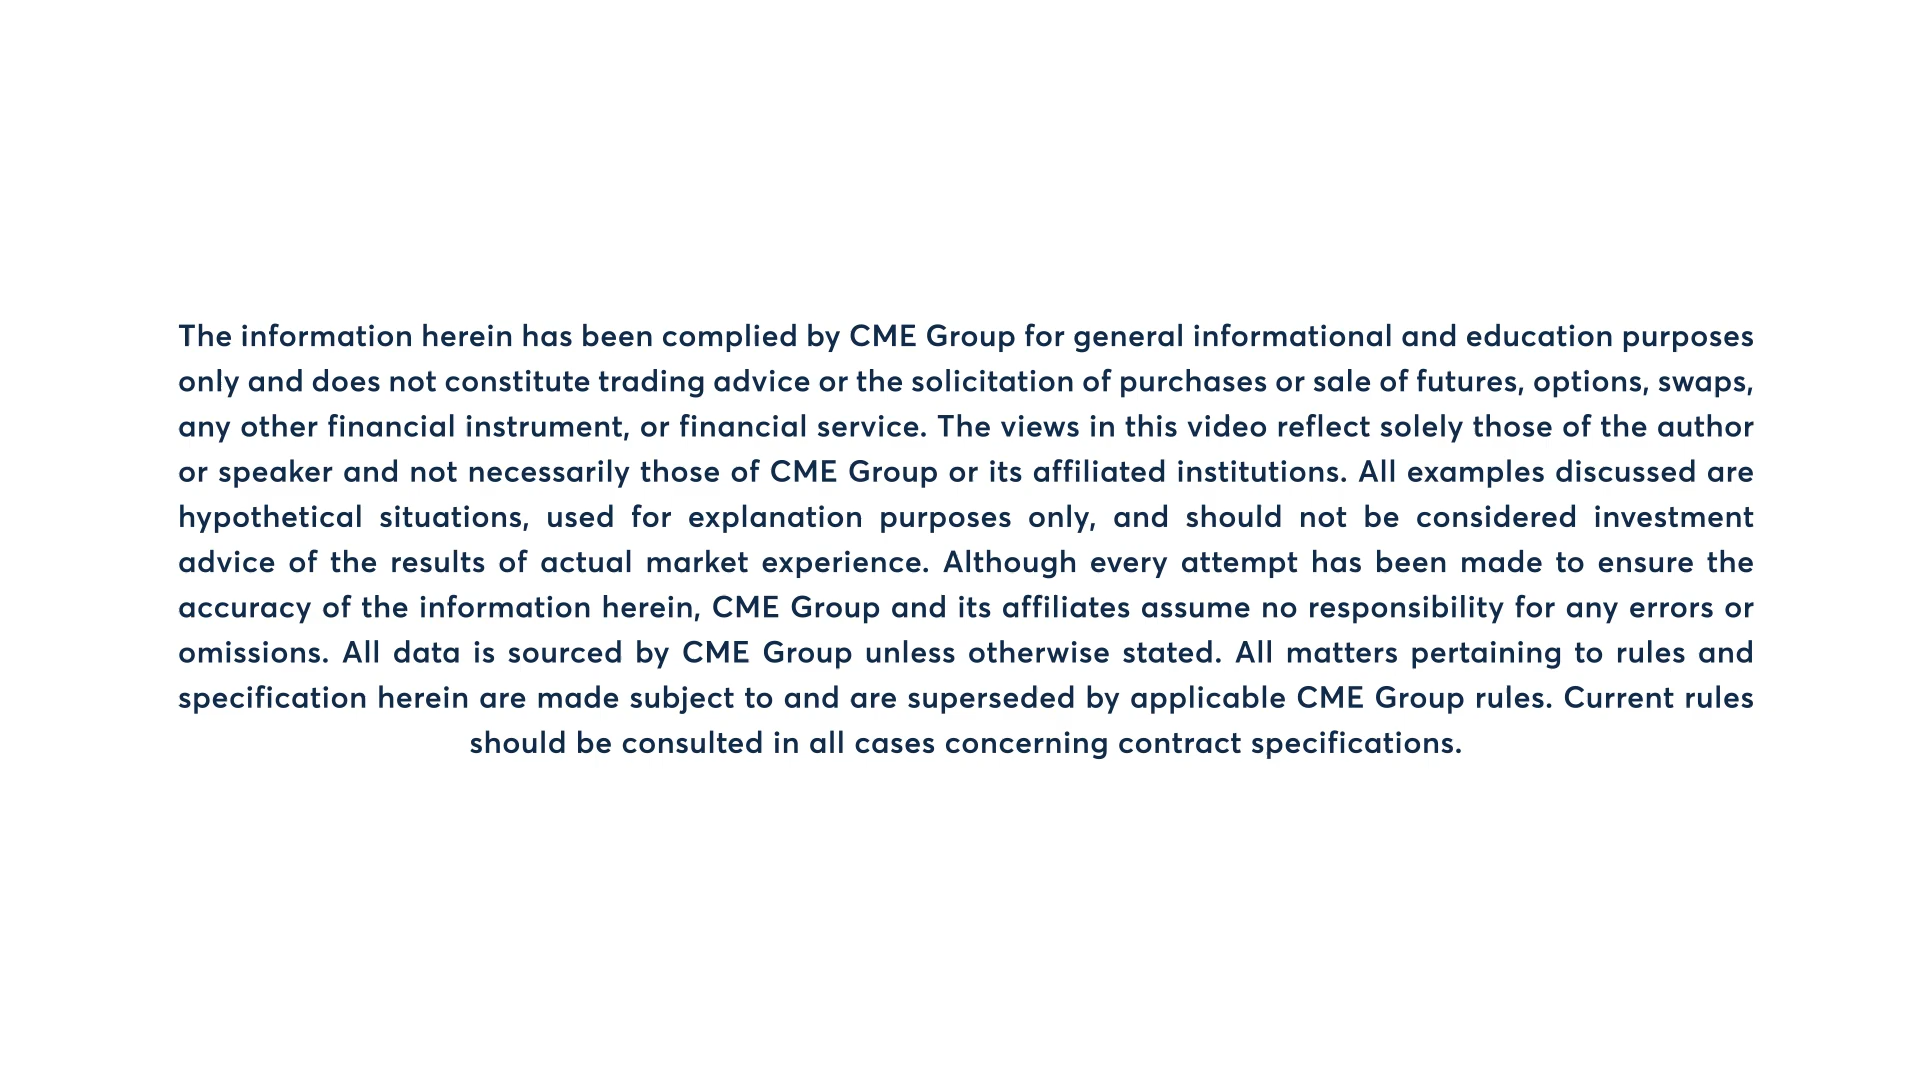 The information herein has been complied by CME Group for general informational and education purposes
only and does not constitute trading advice or the solicitation of purchases or sale of futures, options, swaps,
any other financial instrument, or financial service. The views in this video reflect solely those of the author
or speaker and not necessarily those of CME Group or its affiliated institutions. All examples discussed are
hypothetical situations, used for explanation purposes only, and should not be considered investment
advice of the results of actual market experience. Although every attempt has been made to ensure the
accuracy of the information herein, CME Group and its affiliates assume no responsibility for any errors or
omissions. All data is sourced by CME Group unless otherwise stated. All matters pertaining to rules and
specification herein are made subject to and are superseded by applicable CME Group rules. Current rules
should be consulted in all cases concerning contract specifications.